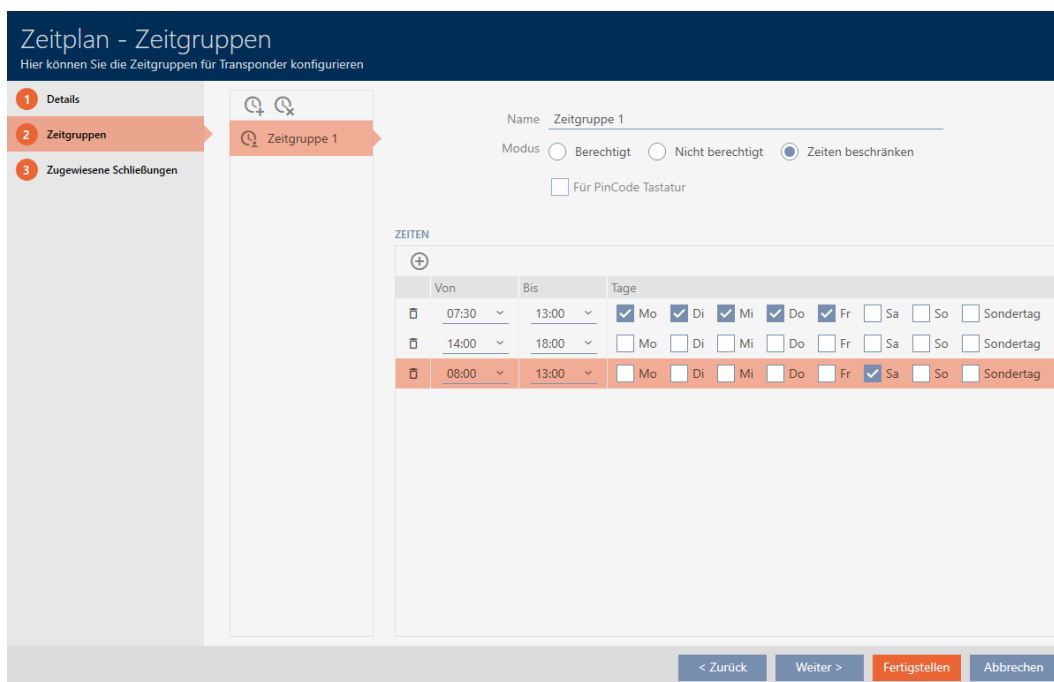 Zeitplan - Zeitgruppen
Hier können Sie die Zeitgruppen für Transponder konfigurieren
1 Details
2 Zeitgruppen
3 Zugewiesene Schließungen
Zeitgruppe 1
Name Zeitgruppe 1
Modus Berechtigt Nicht berechtigt Zeiten beschränken
Für PinCode Tastatur
ZEITEN
Von Bis Tage
07:30 13:00 Mo Di Mi Do Fr Sa So Sondertag
14:00 18:00 Mo Di Mi Do Fr Sa So Sondertag
08:00 13:00 Mo Di Mi Do Fr Sa So Sondertag
< Zurück Weiter > Fertigstellen Abbrechen